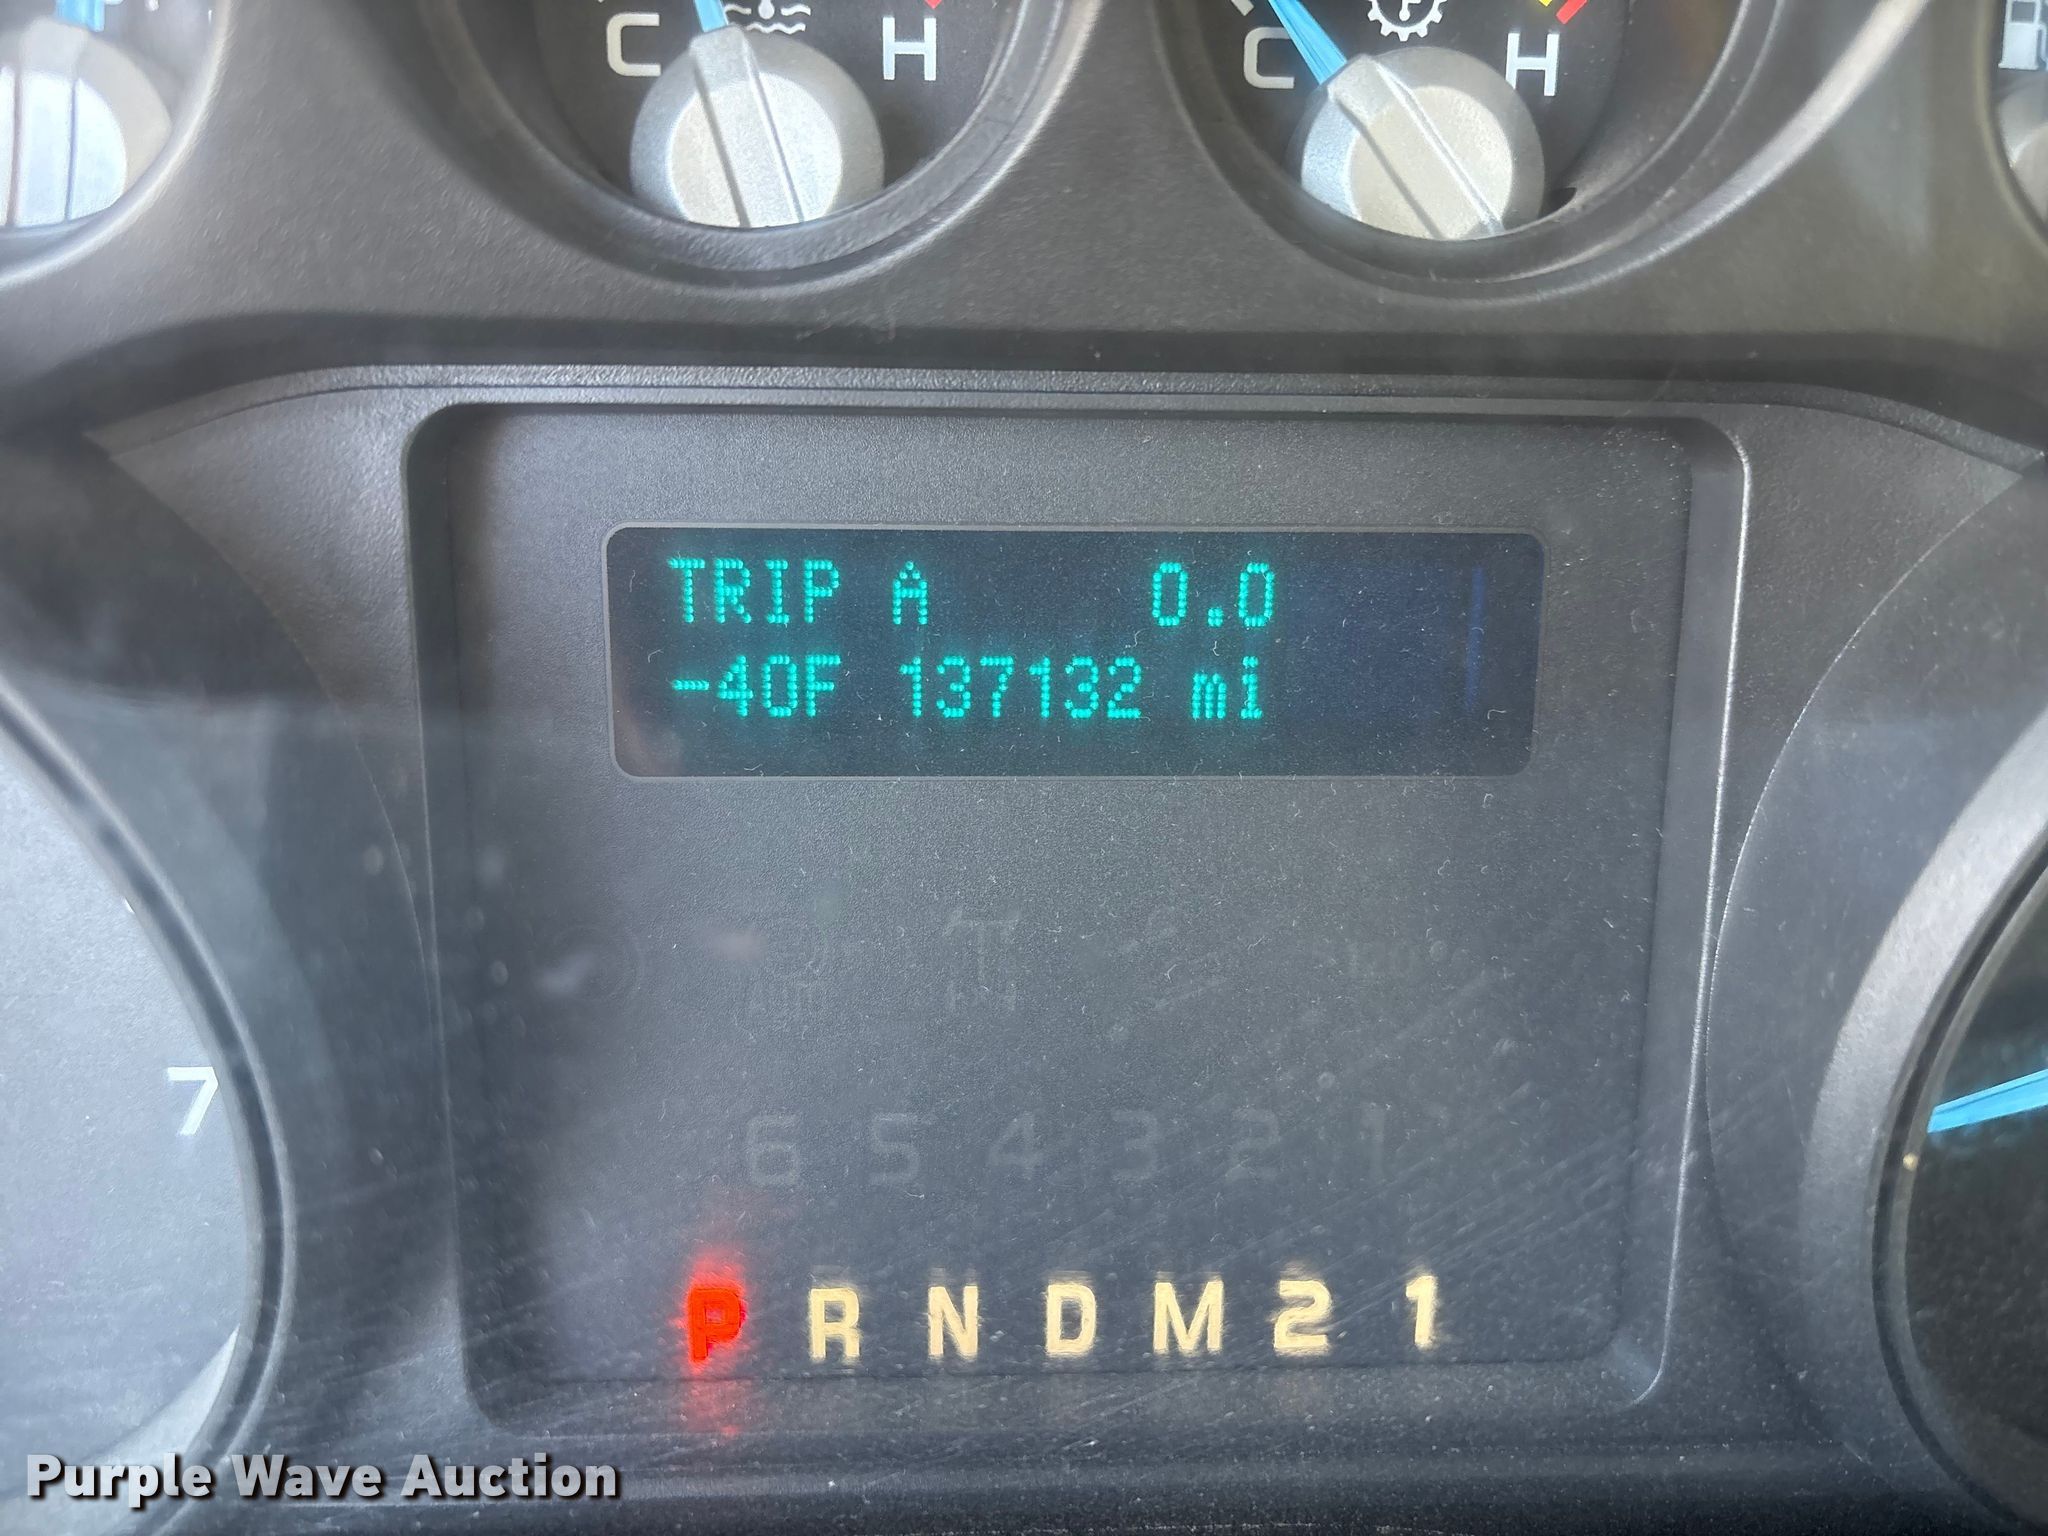 C H C H
TRIP A 0.0
-40F 137132 mi
7
6 5 4 3 2 1
P R N D M 2 1
Purple Wave Auction